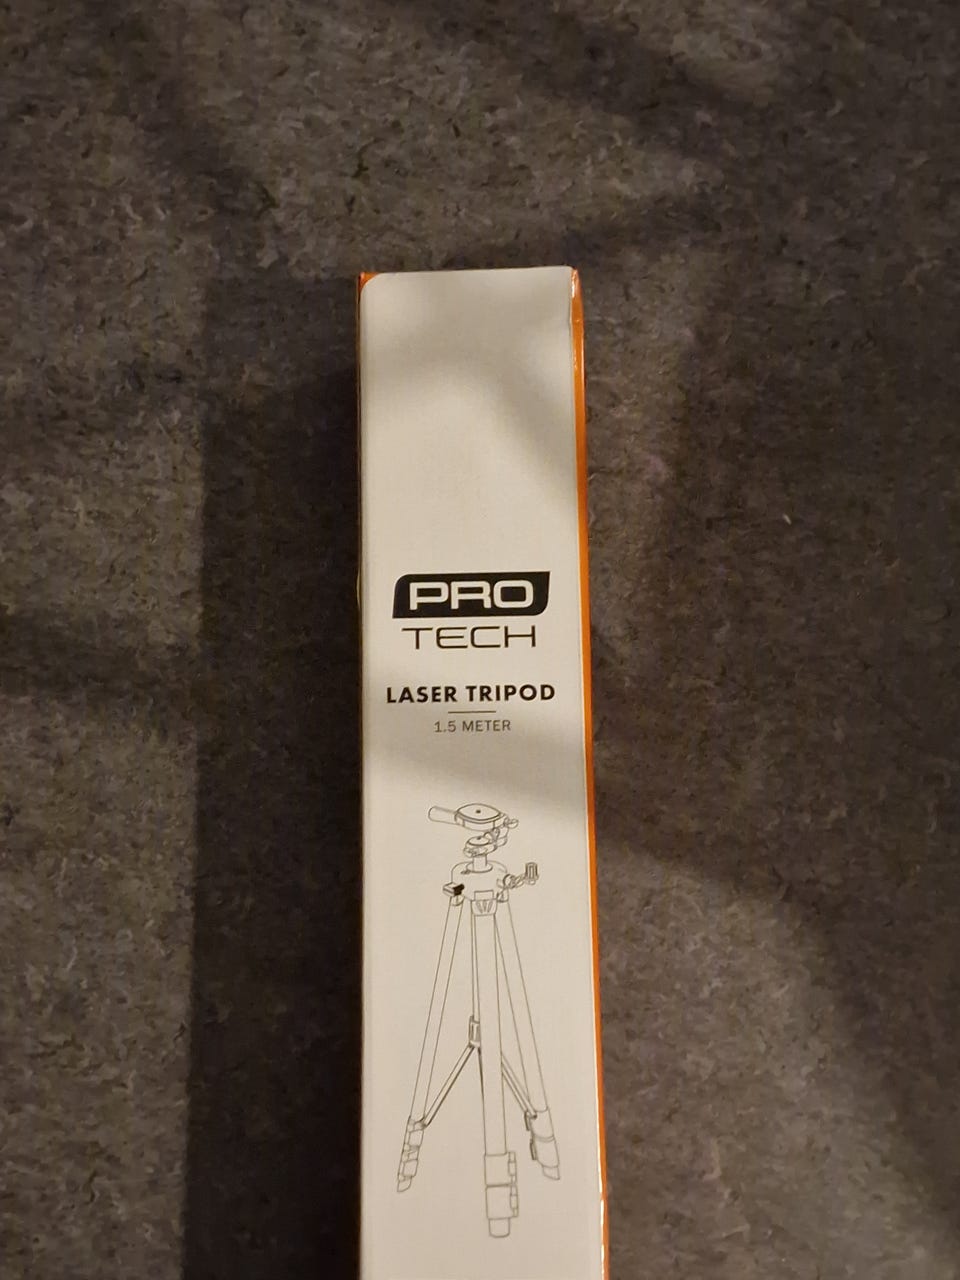 PRO
TECH
LASER TRIPOD
1.5 METER